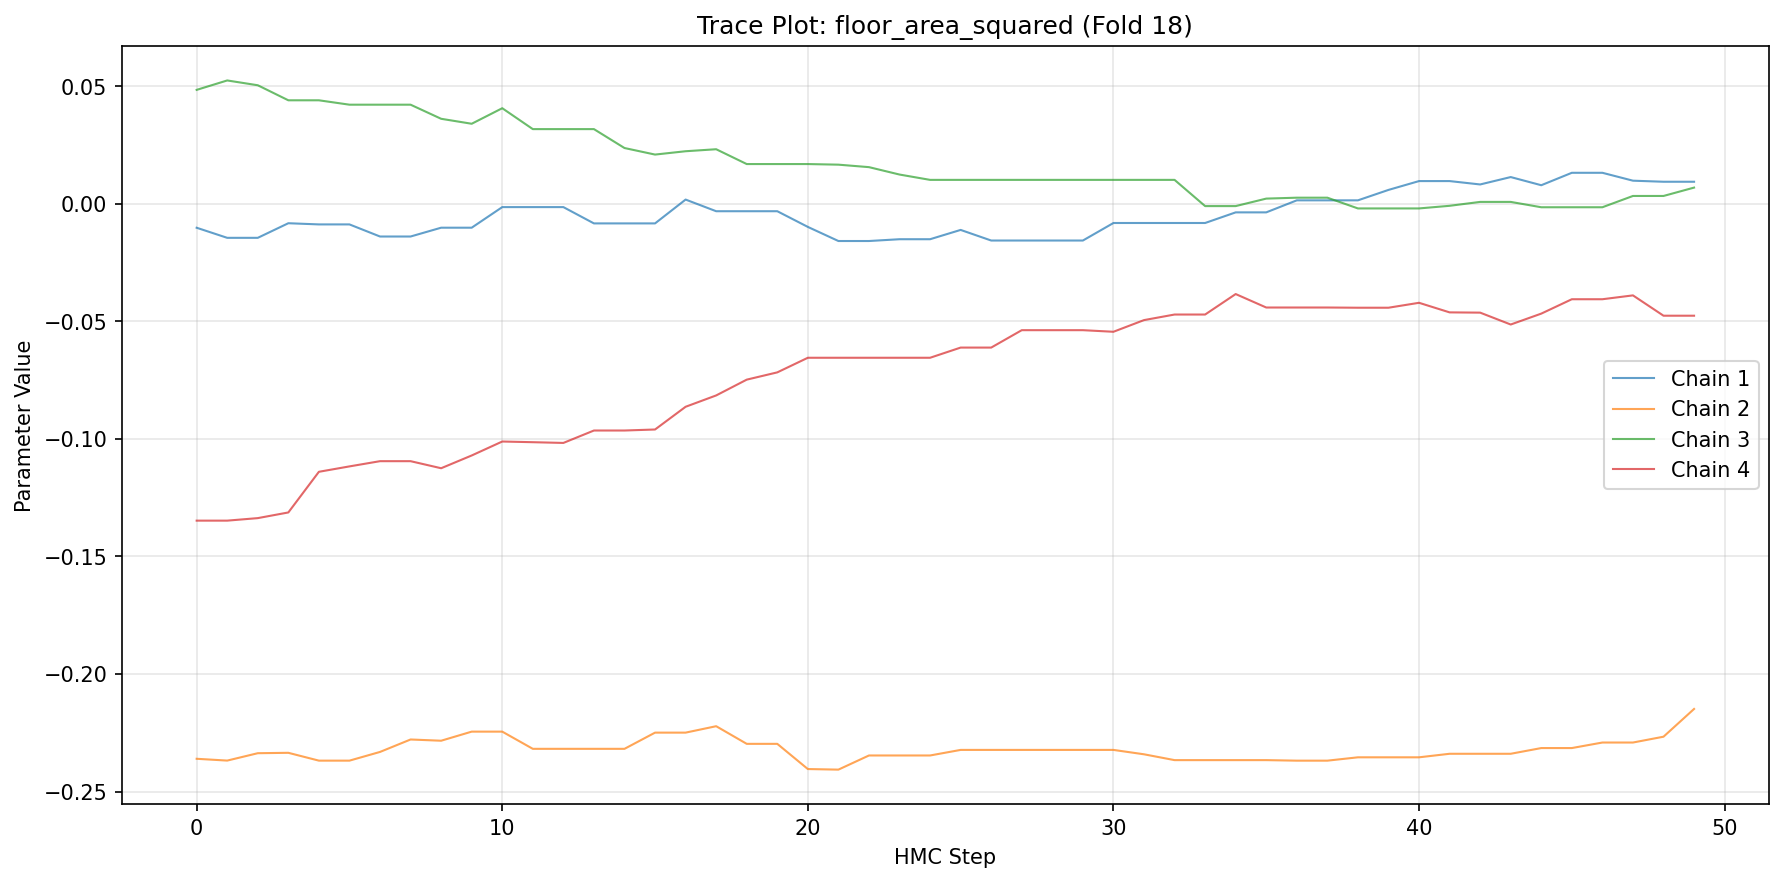 Trace Plot: floor_area_squared (Fold 18)
0.05
0.00
−0.05
−0.10
−0.15
−0.20
−0.25
Parameter Value
Chain 1
Chain 2
Chain 3
Chain 4
0 10 20 30 40 50
HMC Step